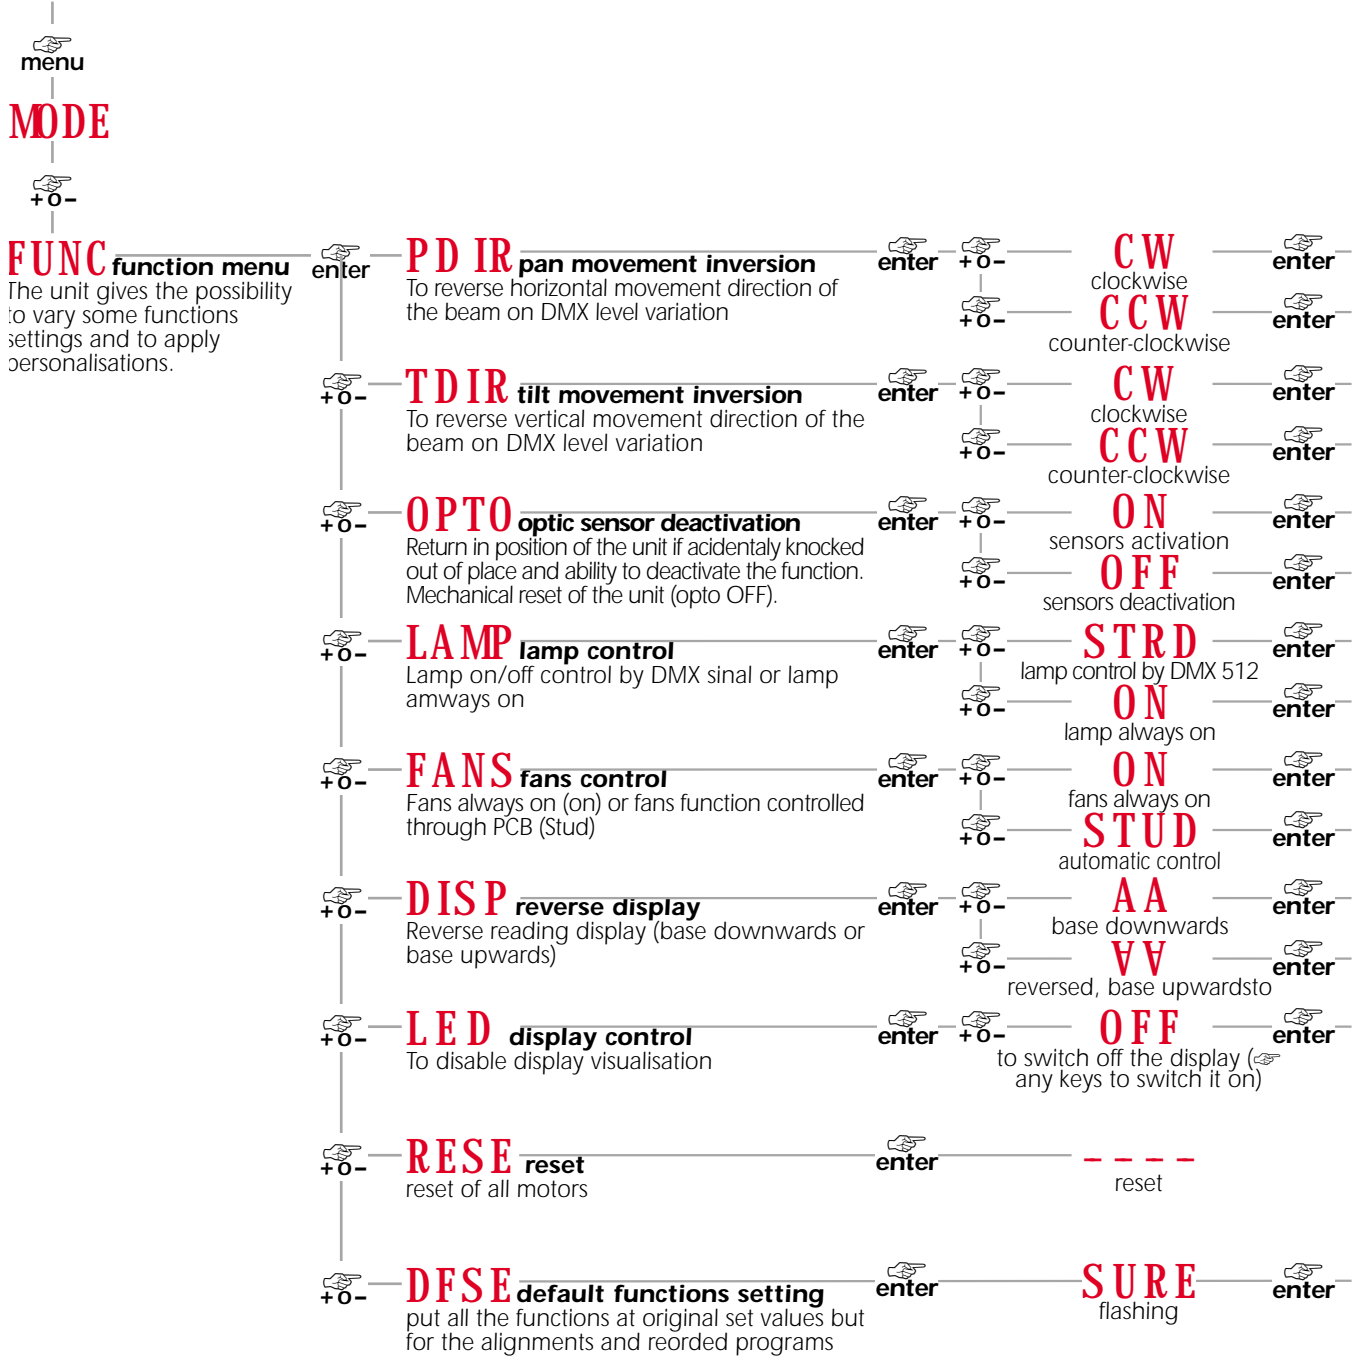 menu
MODE
+o-
FUNC function menu
The unit gives the possibility
to vary some functions
settings and to apply
personalisations.
enter
PDIR pan movement inversion
To reverse horizontal movement direction of
the beam on DMX level variation
enter +o- CW enter
clockwise
+o- CCW enter
counter-clockwise
+o- TDIR tilt movement inversion
To reverse vertical movement direction of the
beam on DMX level variation
enter +o- CW enter
clockwise
+o- CCW enter
counter-clockwise
+o- OPTO optic sensor deactivation
Return in position of the unit if acidentaly knocked
out of place and ability to deactivate the function.
Mechanical reset of the unit (opto OFF).
enter +o- ON enter
sensors activation
+o- OFF enter
sensors deactivation
+o- LAMP lamp control
Lamp on/off control by DMX sinal or lamp
amways on
enter +o- STRD enter
lamp control by DMX 512
+o- ON enter
lamp always on
+o- FANS fans control
Fans always on (on) or fans function controlled
through PCB (Stud)
enter +o- ON enter
fans always on
+o- STUD enter
automatic control
+o- DISP reverse display
Reverse reading display (base downwards or
base upwards)
enter +o- AA enter
base downwards
+o- ∀∀ enter
reversed, base upwardsto
+o- LED display control
To disable display visualisation
enter +o- OFF enter
to switch off the display (☞
any keys to switch it on)
+o- RESE reset
reset of all motors
enter – – – –
reset
+o- DFSE default functions setting
put all the functions at original set values but
for the alignments and reorded programs
enter SURE enter
flashing